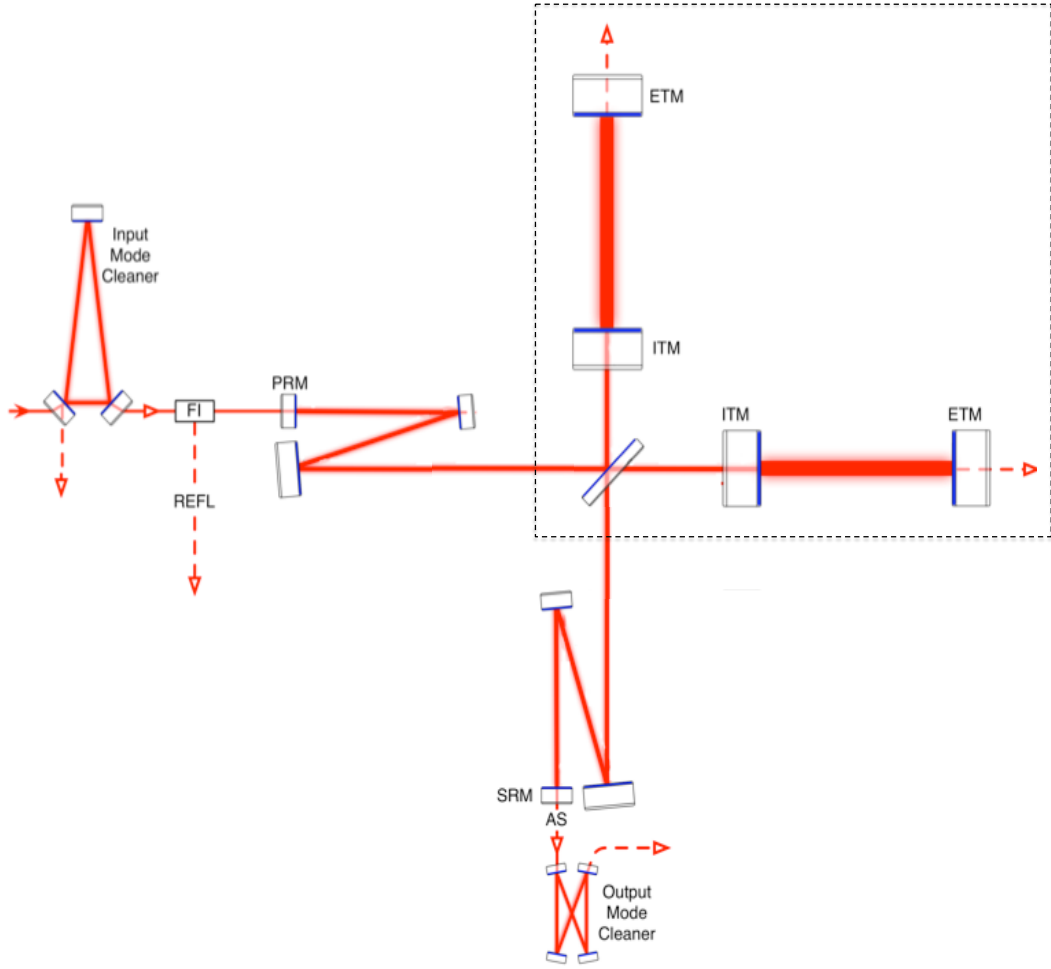 ETM
Input
Mode
Cleaner
ITM
PRM
FI
ITM
ETM
REFL
SRM
AS
Output
Mode
Cleaner